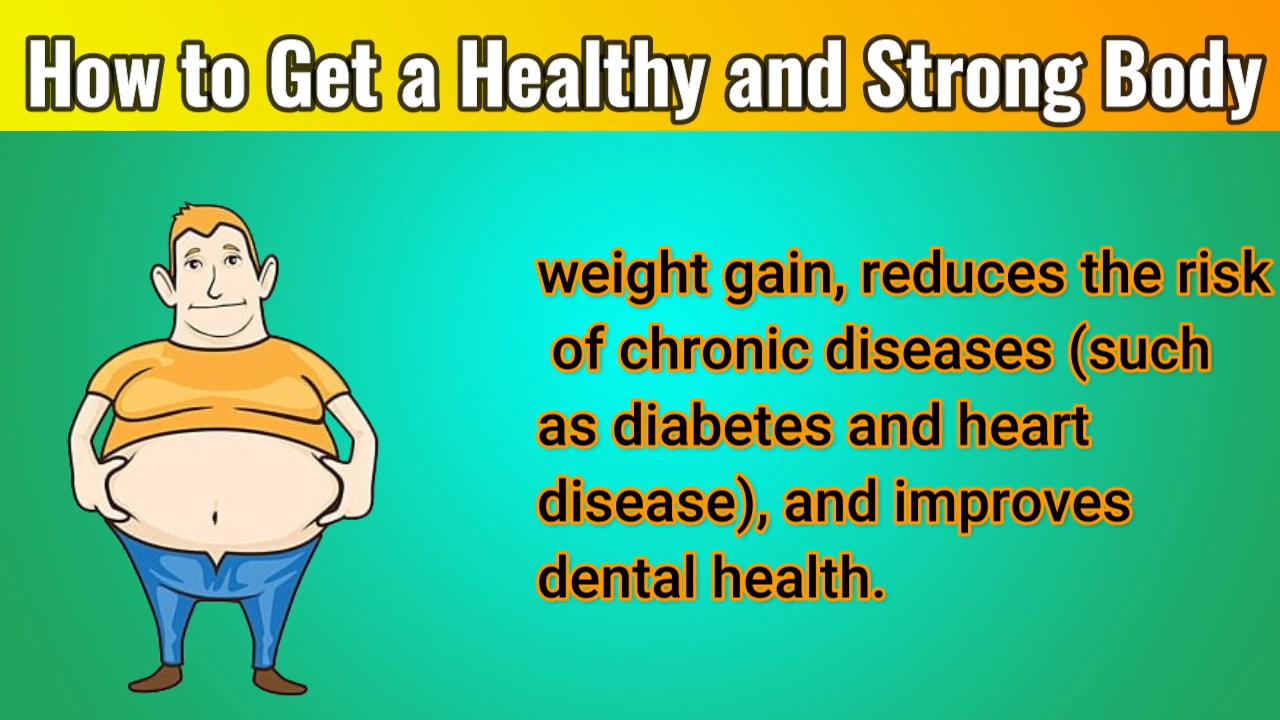 How to Get a Healthy and Strong Body
weight gain, reduces the risk
of chronic diseases (such
as diabetes and heart
disease), and improves
dental health.